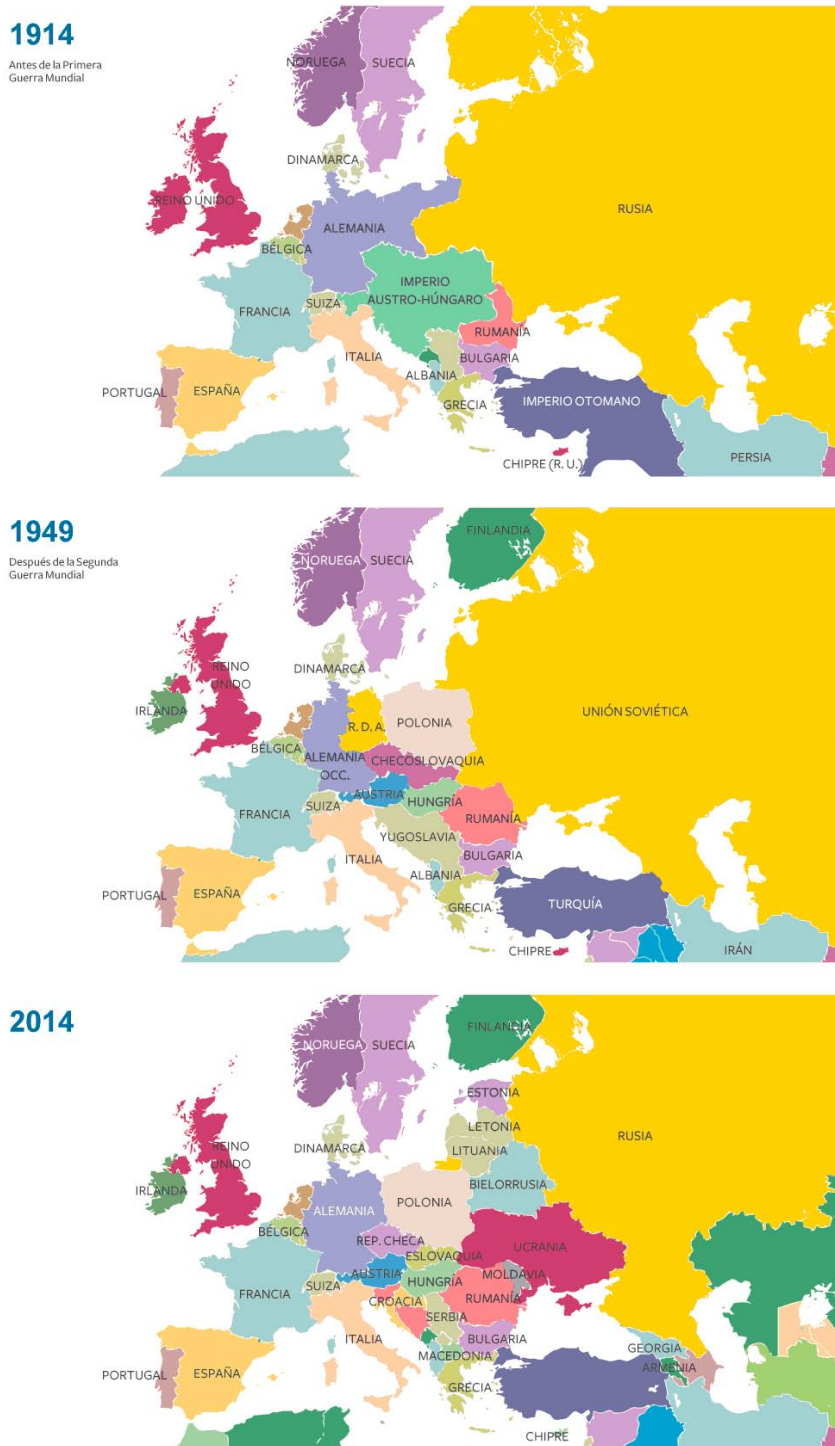 1914
Antes de la Primera
Guerra Mundial
NORUEGA
SUECIA
DINAMARCA
REINO UNIDO
RUSIA
ALEMANIA
BÉLGICA
IMPERIO
AUSTRO-HÚNGARO
FRANCIA
SUIZA
RUMANÍA
ITALIA
BULGARIA
ALBANIA
PORTUGAL
ESPAÑA
GRECIA
IMPERIO OTOMANO
PERSIA
CHIPRE (R. U.)
1949
Después de la Segunda
Guerra Mundial
FINLANDIA
NORUEGA
SUECIA
DINAMARCA
REINO
UNIDO
IRLANDA
UNIÓN SOVIÉTICA
R. D. A.
POLONIA
BÉLGICA
ALEMANIA
OCC.
CHECOSLOVAQUIA
AUSTRIA
HUNGRÍA
SUIZA
FRANCIA
RUMANÍA
YUGOSLAVIA
ITALIA
BULGARIA
ALBANIA
PORTUGAL
ESPAÑA
GRECIA
TURQUÍA
CHIPRE
IRÁN
2014
FINLANDIA
NORUEGA
SUECIA
ESTONIA
LETONIA
LITUANIA
RUSIA
DINAMARCA
REINO
UNIDO
IRLANDA
BIELORRUSIA
POLONIA
ALEMANIA
BÉLGICA
REP. CHECA
UCRANIA
ESLOVAQUIA
AUSTRIA
MOLDAVIA
HUNGRÍA
SUIZA
FRANCIA
RUMANÍA
CROACIA
SERBIA
ITALIA
BULGARIA
GEORGIA
MACEDONIA
ARMENIA
PORTUGAL
ESPAÑA
GRECIA
CHIPRE